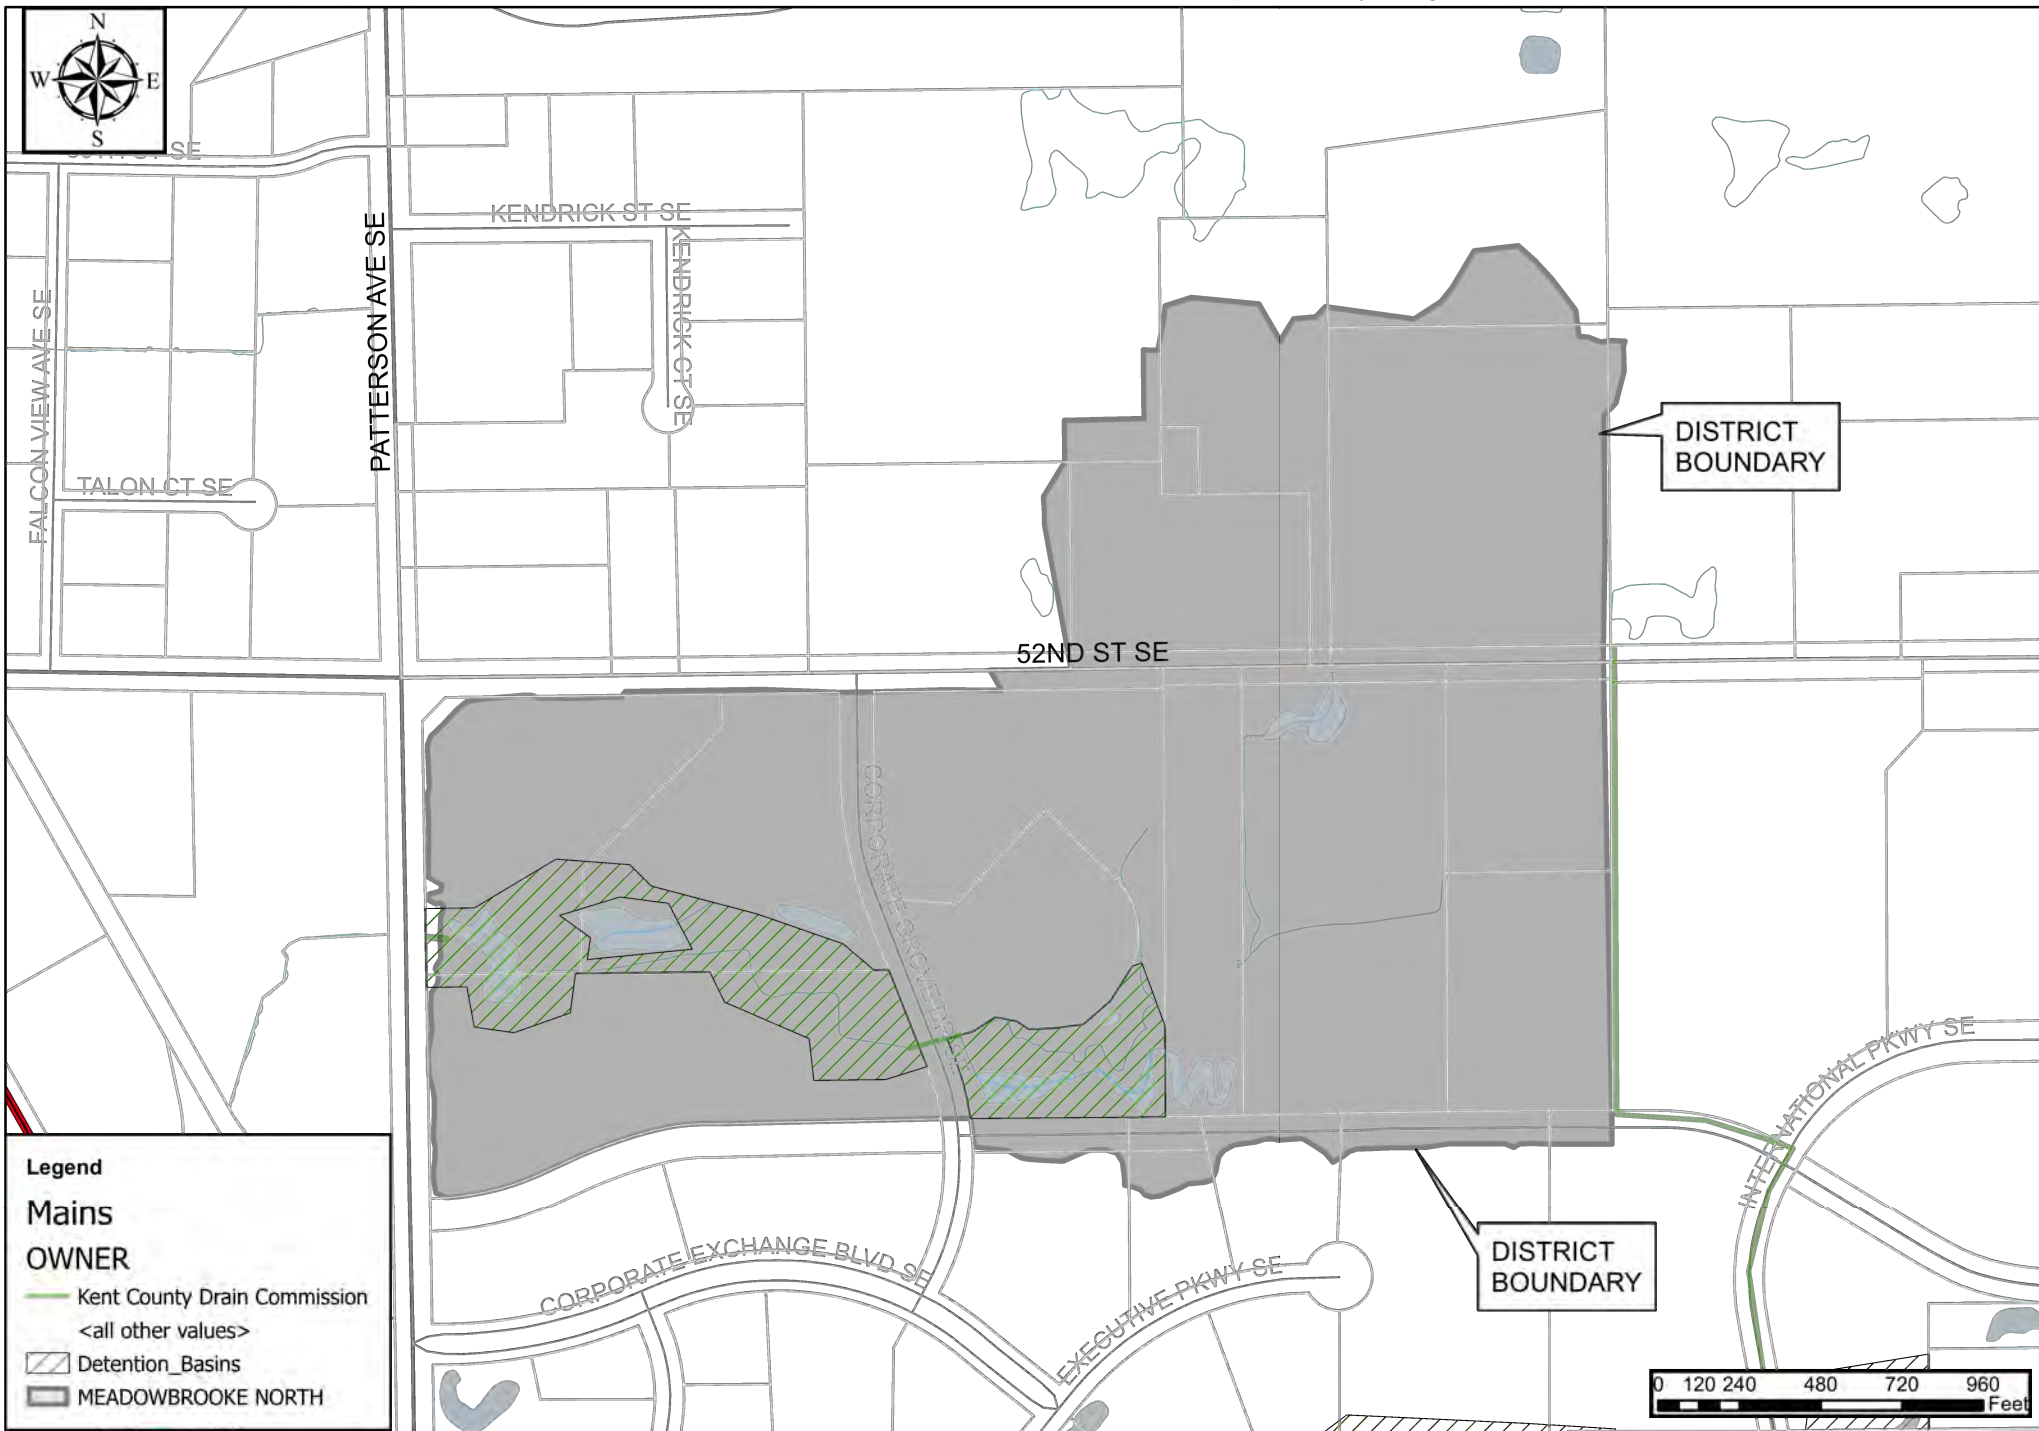 N
W E
S
KENDRICK ST SE
KENDRICK CT SE
PATTERSON AVE SE
FALCON VIEW AVE SE
TALON CT SE
DISTRICT
BOUNDARY
52ND ST SE
CORPORATE GROVE DR SE
INTERNATIONAL PKWY SE
CORPORATE EXCHANGE BLVD SE
EXECUTIVE PKWY SE
DISTRICT
BOUNDARY
Legend
Mains
OWNER
Kent County Drain Commission
<all other values>
Detention_Basins
MEADOWBROOKE NORTH
0 120 240 480 720 960
Feet